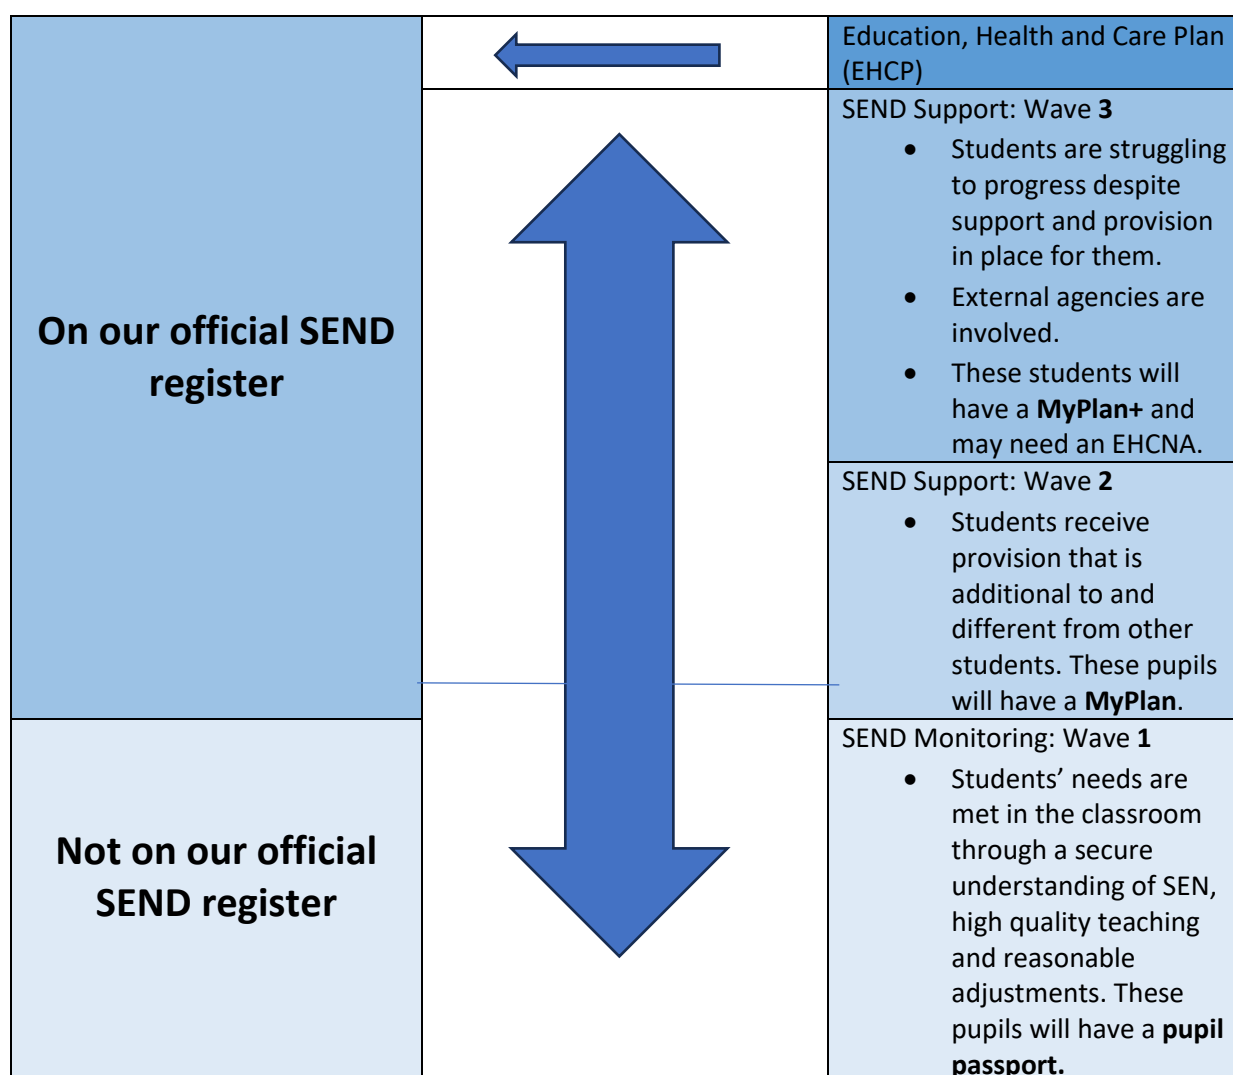 On our official SEND
register
Education, Health and Care Plan
(EHCP)
SEND Support: Wave 3
• Students are struggling
to progress despite
support and provision
in place for them.
• External agencies are
involved.
• These students will
have a MyPlan+ and
may need an EHCNA.
SEND Support: Wave 2
• Students receive
provision that is
additional to and
different from other
students. These pupils
will have a MyPlan.
Not on our official
SEND register
SEND Monitoring: Wave 1
• Students’ needs are
met in the classroom
through a secure
understanding of SEN,
high quality teaching
and reasonable
adjustments. These
pupils will have a pupil
passport.